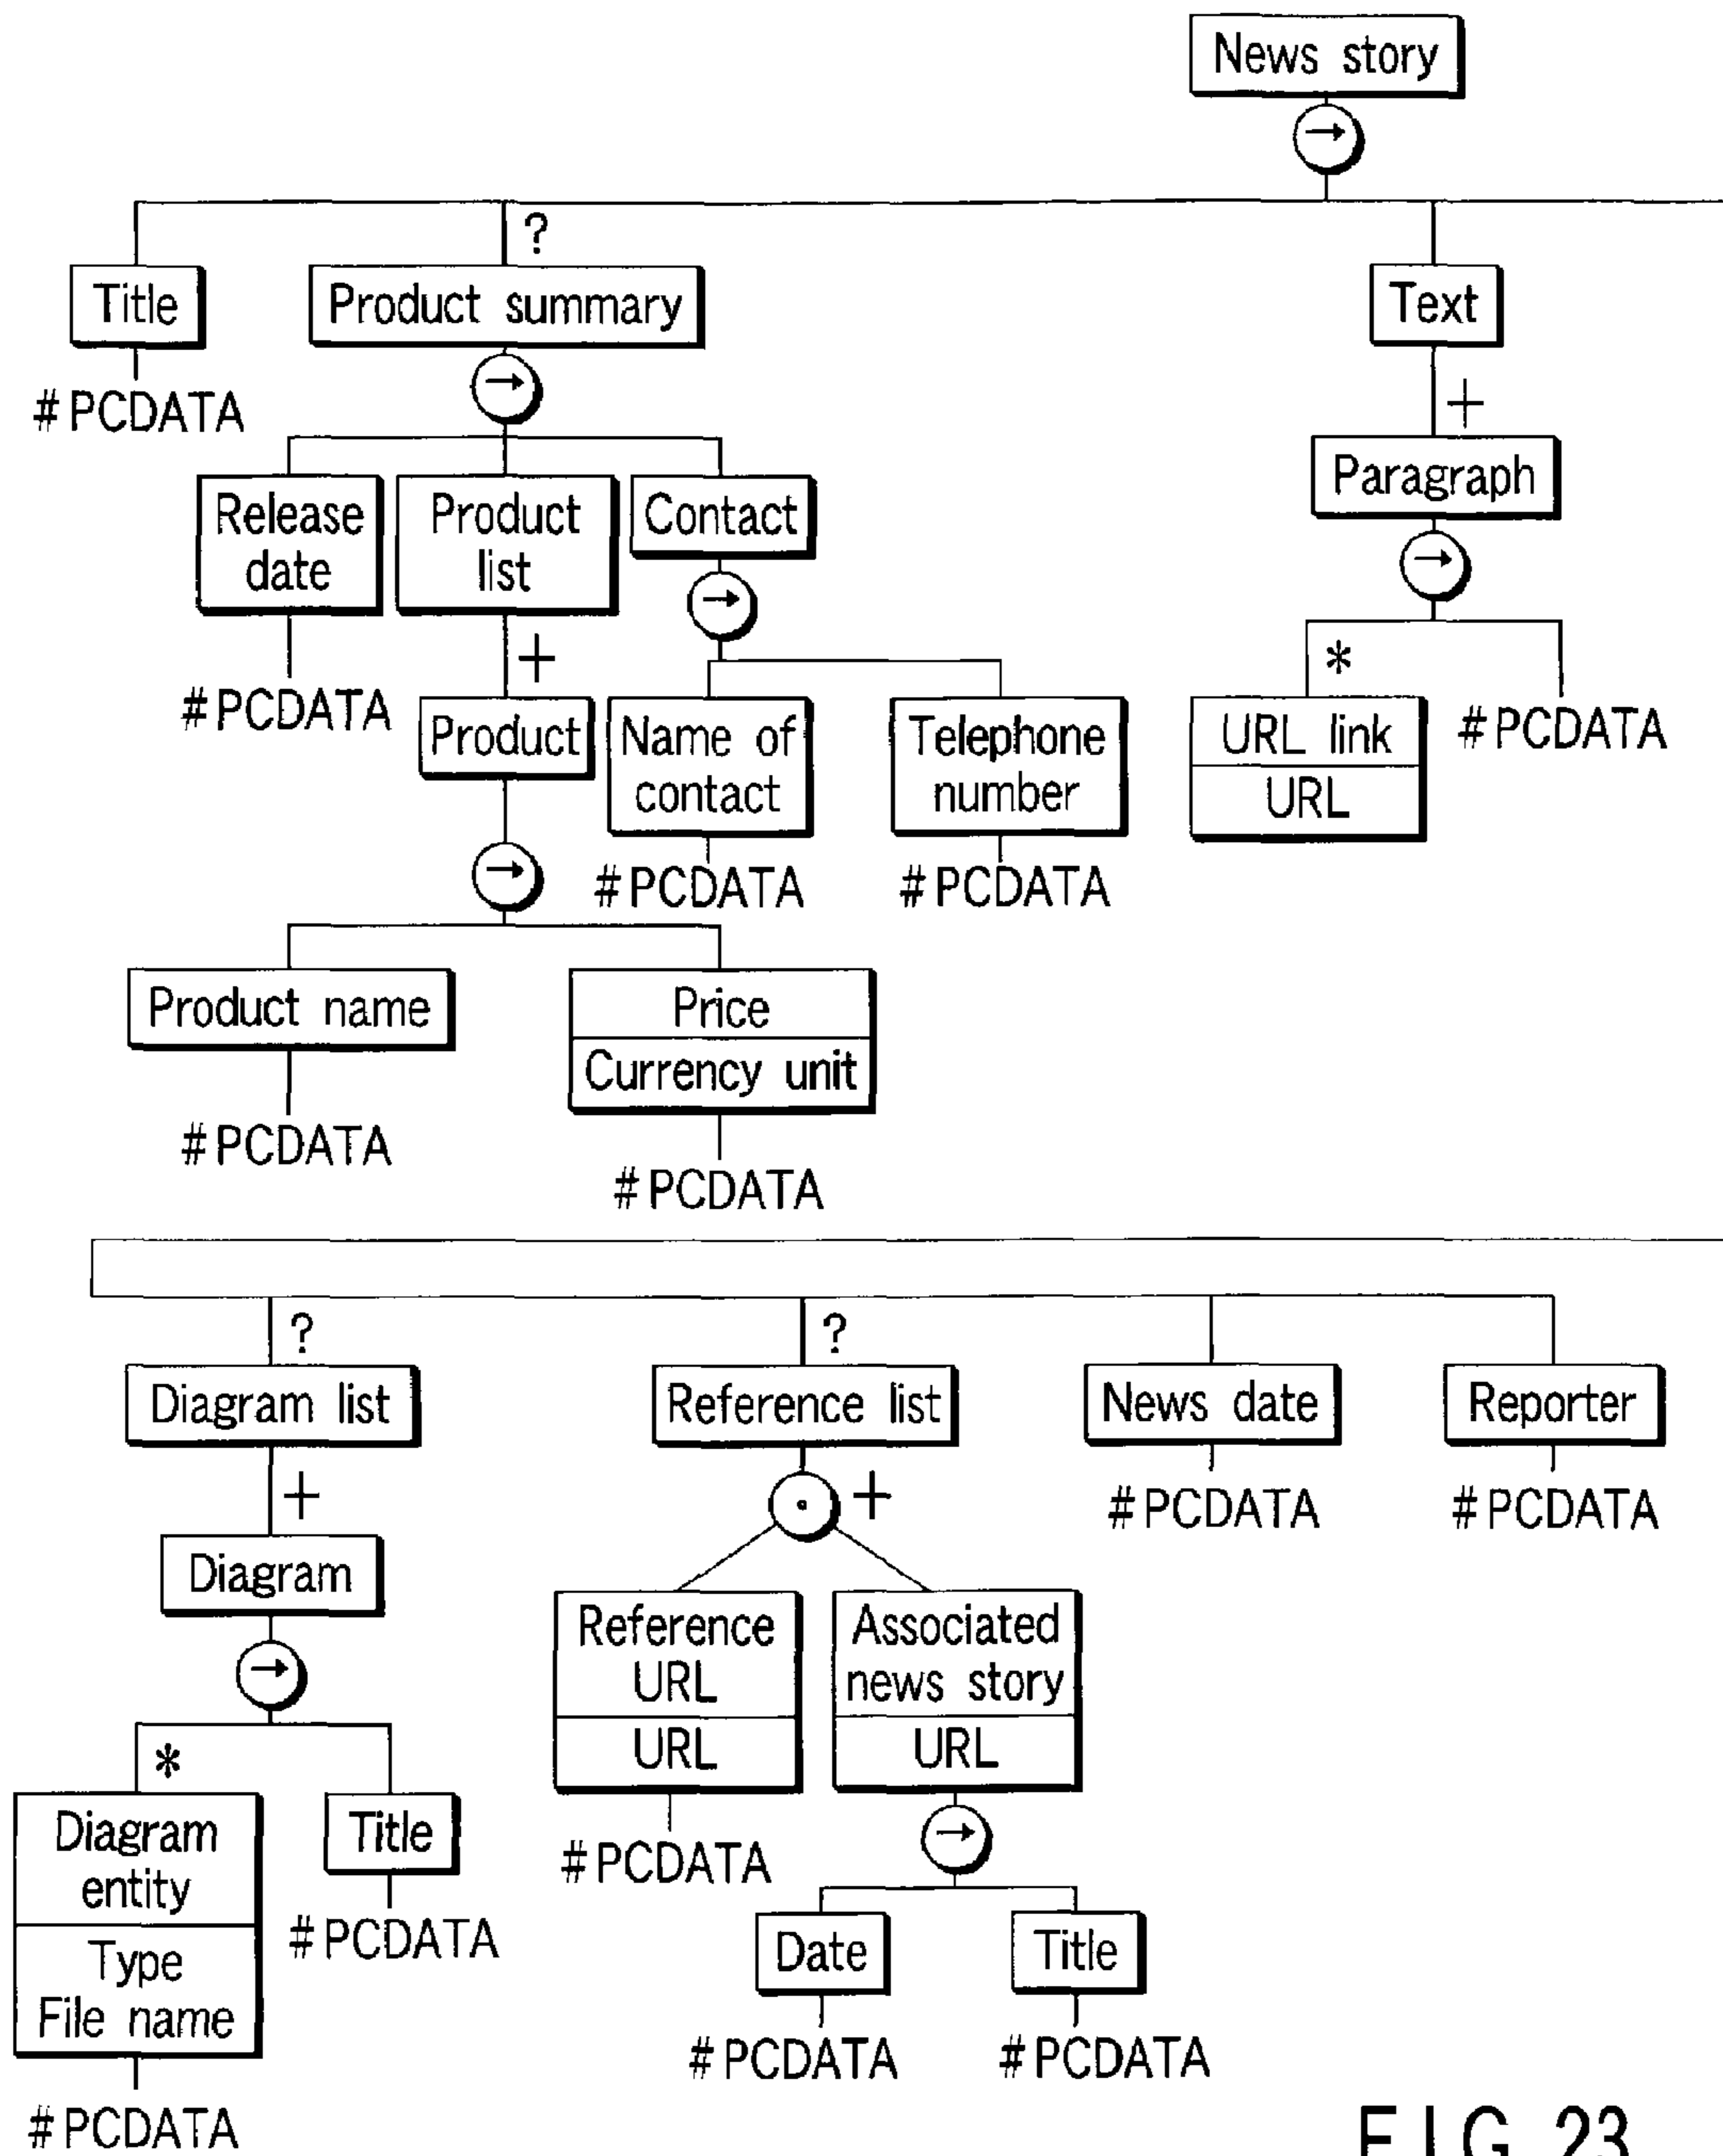 News story
?
Title
Product summary
Text
#PCDATA
+
Paragraph
Release
date
Product
list
Contact
#PCDATA
+
*
Product
Name of
contact
Telephone
number
URL link
URL
#PCDATA
#PCDATA
#PCDATA
Product name
Price
Currency unit
#PCDATA
#PCDATA
?
?
Diagram list
Reference list
News date
Reporter
+
+
#PCDATA
#PCDATA
Diagram
Reference
URL
URL
Associated
news story
URL
*
Diagram
entity
Type
File name
Title
#PCDATA
#PCDATA
Date
Title
#PCDATA
#PCDATA
#PCDATA
FIG. 23